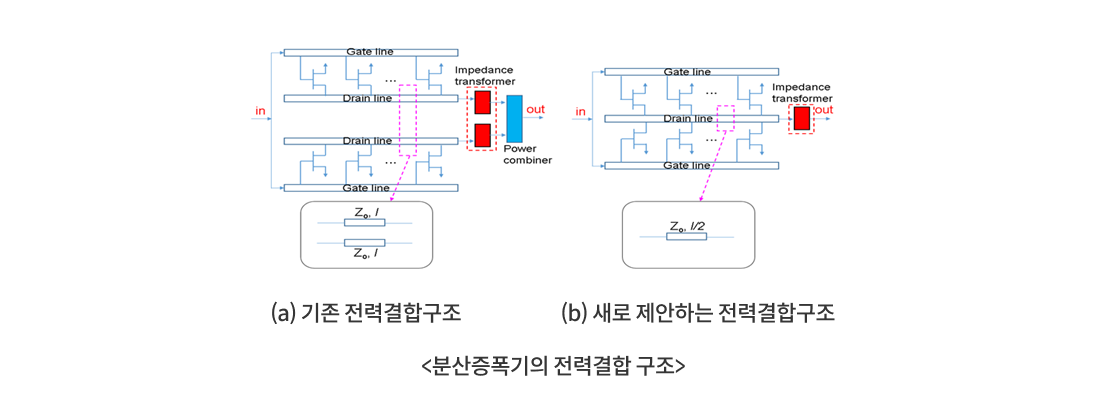 Gate line
Impedance
transformer
Drain line
...
in
out
Drain line
Power
combiner
...
Gate line
Zo, l
Zo, l
(a) 기존 전력결합구조
Gate line
Impedance
transformer
...
in
Drain line
out
...
Gate line
Zo, l/2
(b) 새로 제안하는 전력결합구조
<분산증폭기의 전력결합 구조>